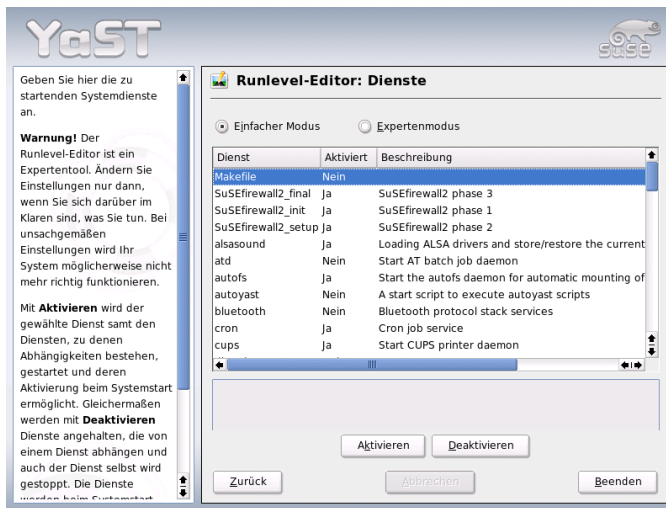 YaST
SUSE
Geben Sie hier die zu
startenden Systemdienste
an.
Warnung! Der
Runlevel-Editor ist ein
Expertentool. Ändern Sie
Einstellungen nur dann,
wenn Sie sich darüber im
Klaren sind, was Sie tun. Bei
unsachgemäßen
Einstellungen wird Ihr
System möglicherweise nicht
mehr richtig funktionieren.
Mit Aktivieren wird der
gewählte Dienst samt den
Diensten, zu denen
Abhängigkeiten bestehen,
gestartet und deren
Aktivierung beim Systemstart
ermöglicht. Gleichermaßen
werden mit Deaktivieren
Dienste angehalten, die von
einem Dienst abhängen und
auch der Dienst selbst wird
gestoppt. Die Dienste
werden beim Systemstart
Runlevel-Editor: Dienste
Einfacher Modus Expertenmodus
Dienst Aktiviert Beschreibung
Makefile Nein
SuSEfirewall2_final Ja SuSEfirewall2 phase 3
SuSEfirewall2_init Ja SuSEfirewall2 phase 1
SuSEfirewall2_setup Ja SuSEfirewall2 phase 2
alsasound Ja Loading ALSA drivers and store/restore the current
atd Nein Start AT batch job daemon
autofs Ja Start the autofs daemon for automatic mounting of
autoyast Nein A start script to execute autoyast scripts
bluetooth Nein Bluetooth protocol stack services
cron Ja Cron job service
cups Ja Start CUPS printer daemon
Aktivieren Deaktivieren
Zurück Abbrechen Beenden